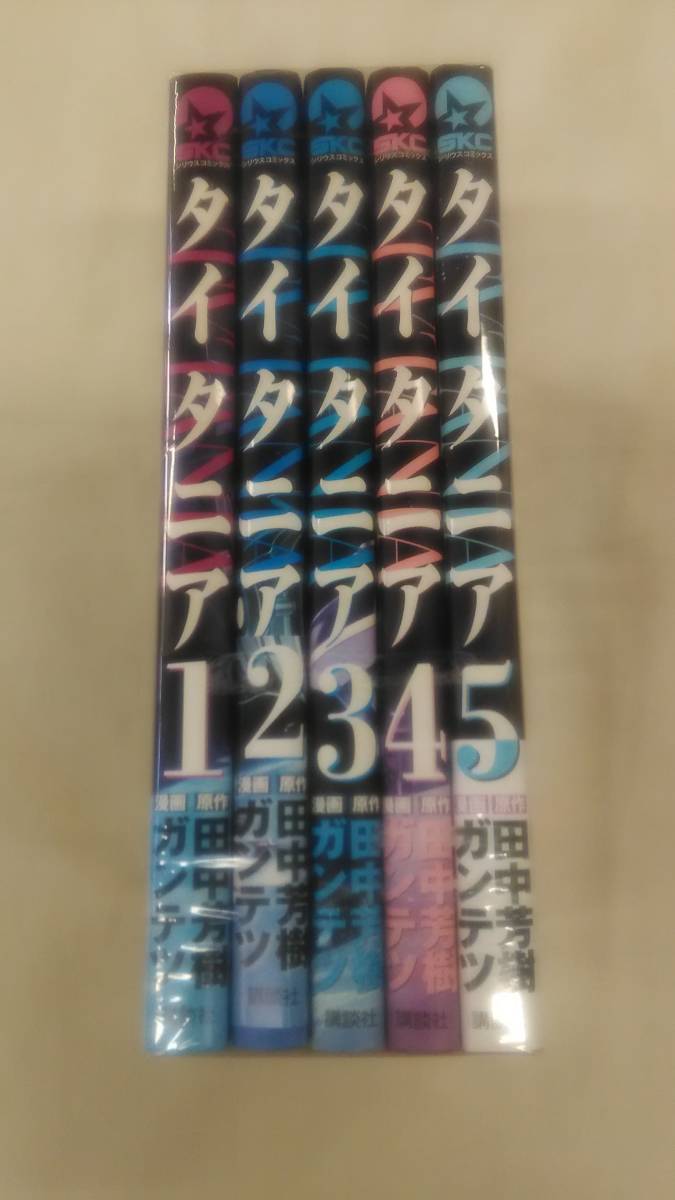 SKC
シリウスコミックス
タイタニア
TITANIA
1
漫画 原作
ガンテツ
田中芳樹
講談社
SKC
シリウスコミックス
タイタニア
TITANIA
2
漫画 原作
ガンテツ
田中芳樹
講談社
SKC
シリウスコミックス
タイタニア
TITANIA
3
漫画 原作
ガンテツ
田中芳樹
講談社
SKC
シリウスコミックス
タイタニア
TITANIA
4
漫画 原作
ガンテツ
田中芳樹
講談社
SKC
シリウスコミックス
タイタニア
TITANIA
5
漫画 原作
ガンテツ
田中芳樹
講談社